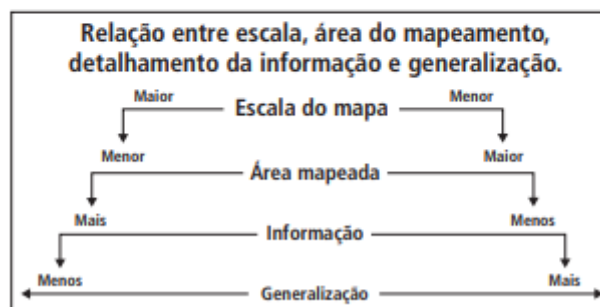 Relação entre escala, área do mapeamento,
detalhamento da informação e generalização.
Maior Escala do mapa Menor
Menor Área mapeada Maior
Mais Informação Menos
Menos Generalização Mais